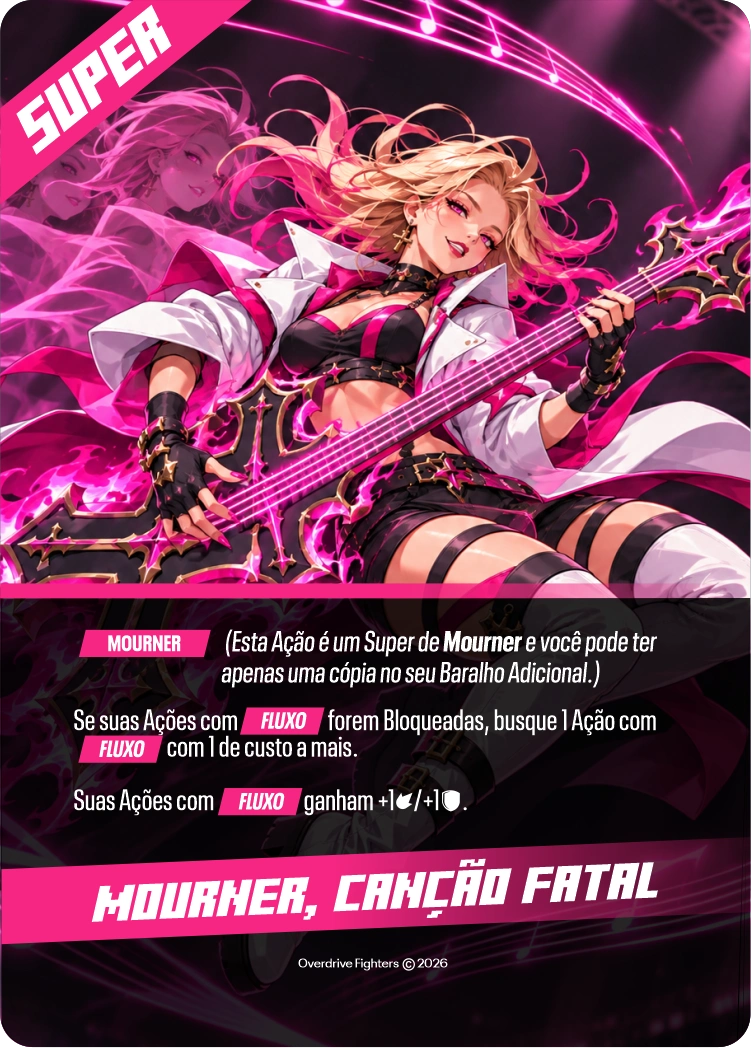 SUPER
MOURNER (Esta Ação é um Super de Mourner e você pode ter
apenas uma cópia no seu Baralho Adicional.)
Se suas Ações com FLUXO forem Bloqueadas, busque 1 Ação com
FLUXO com 1 de custo a mais.
Suas Ações com FLUXO ganham +1/+1.
MOURNER, CANÇÃO FATAL
Overdrive Fighters © 2026